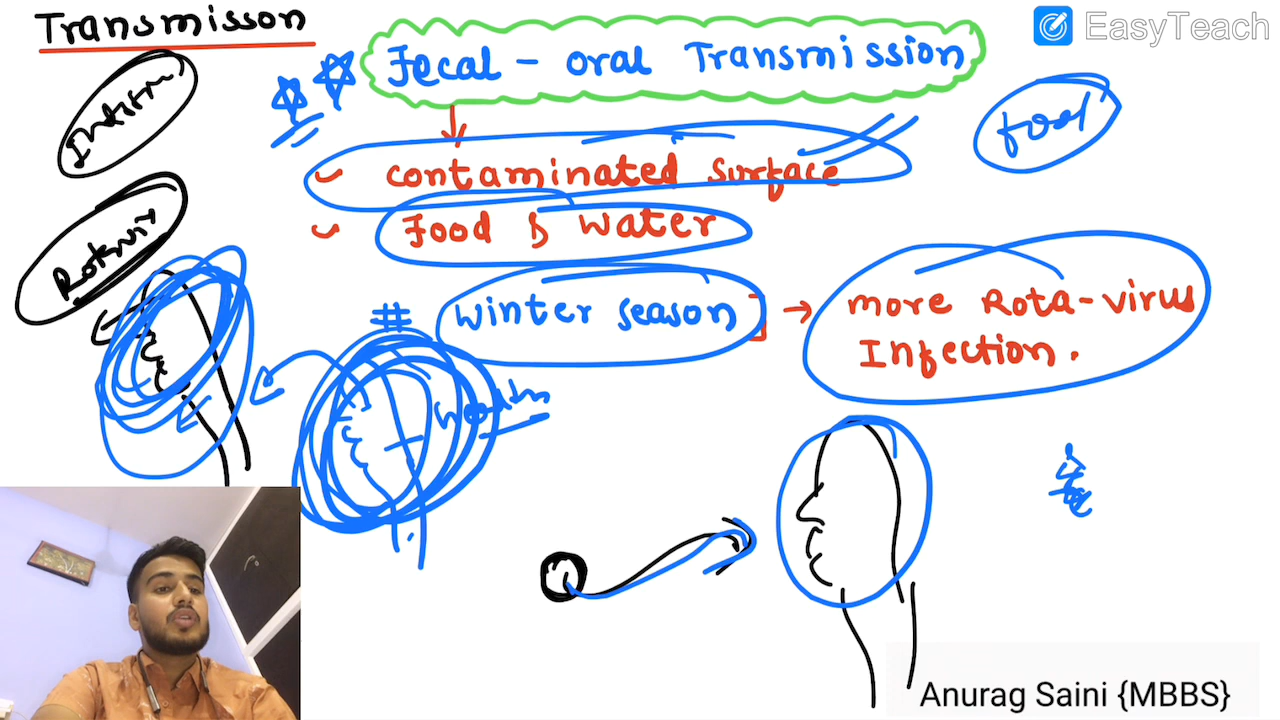 Transmisson
EasyTeach
Fecal - oral Transmission
food
contaminated surface
Food & Water
Winter season → more Rota-virus
Infection.
#
Anurag Saini {MBBS}